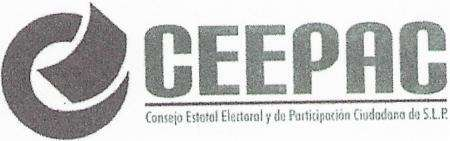 CEEPAC
Consejo Estatal Electoral y de Participación Ciudadana de S.L.P.